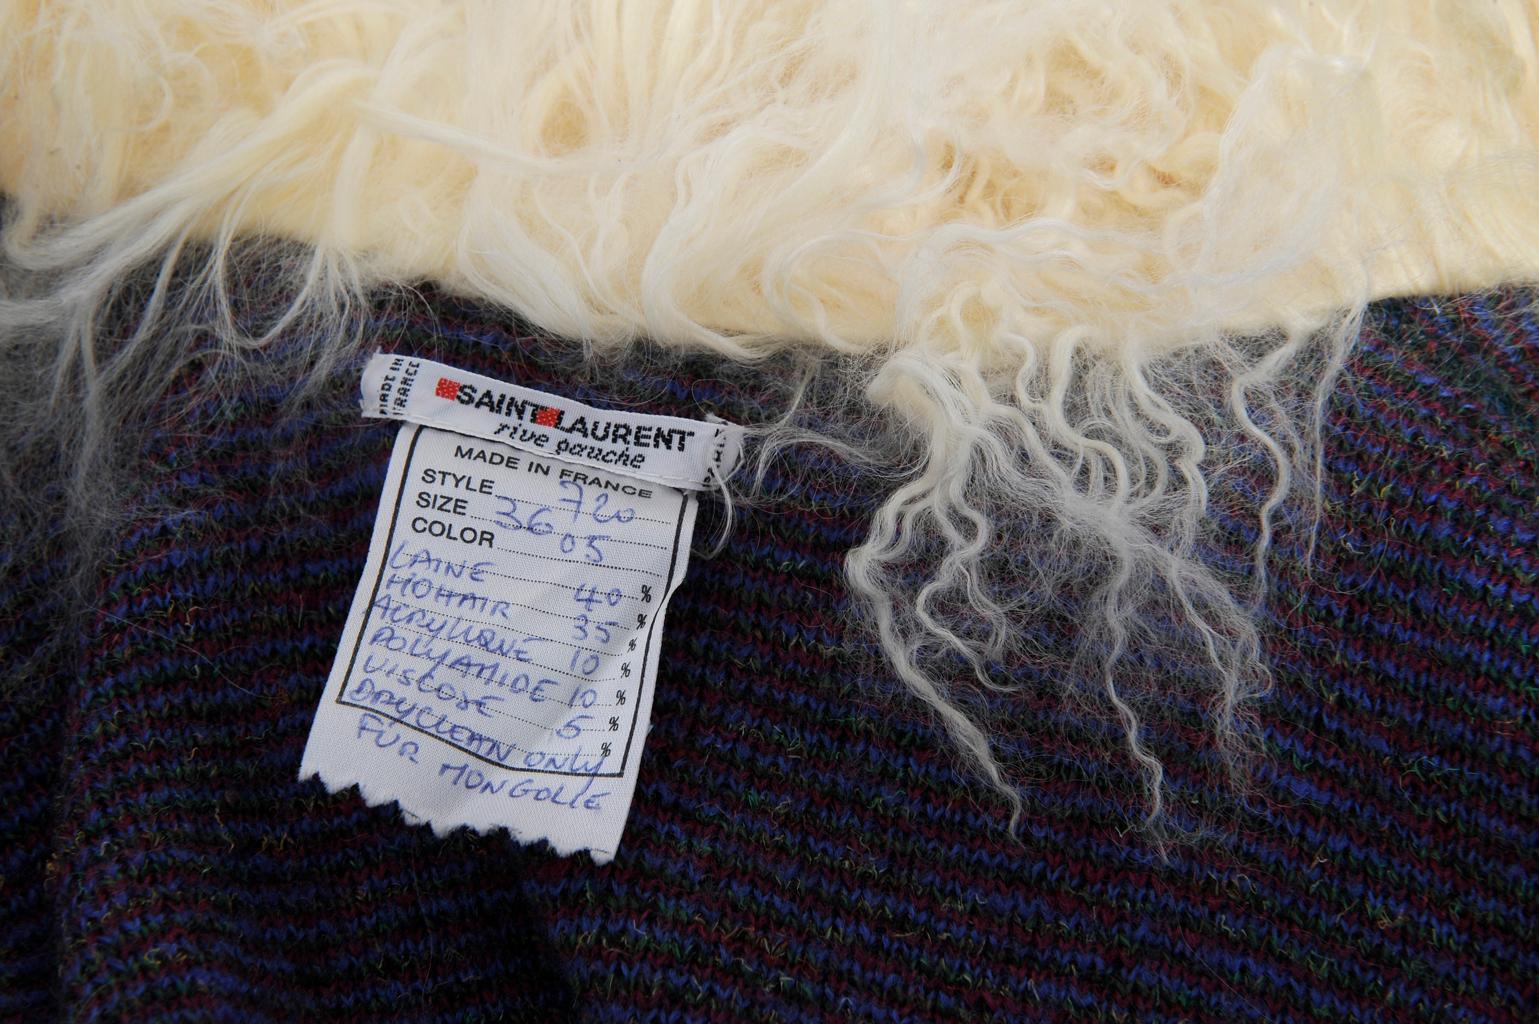 MADE IN
FRANCE
SAINT LAURENT
rive gauche
MADE IN FRANCE
STYLE 720
SIZE 36
COLOR 05
LAINE 40 %
MOHAIR 35 %
ACRYLIQUE 10 %
POLYAMIDE 10 %
VISCOSE 5 %
DRYCLEAN ONLY %
FUR MONGOLIE